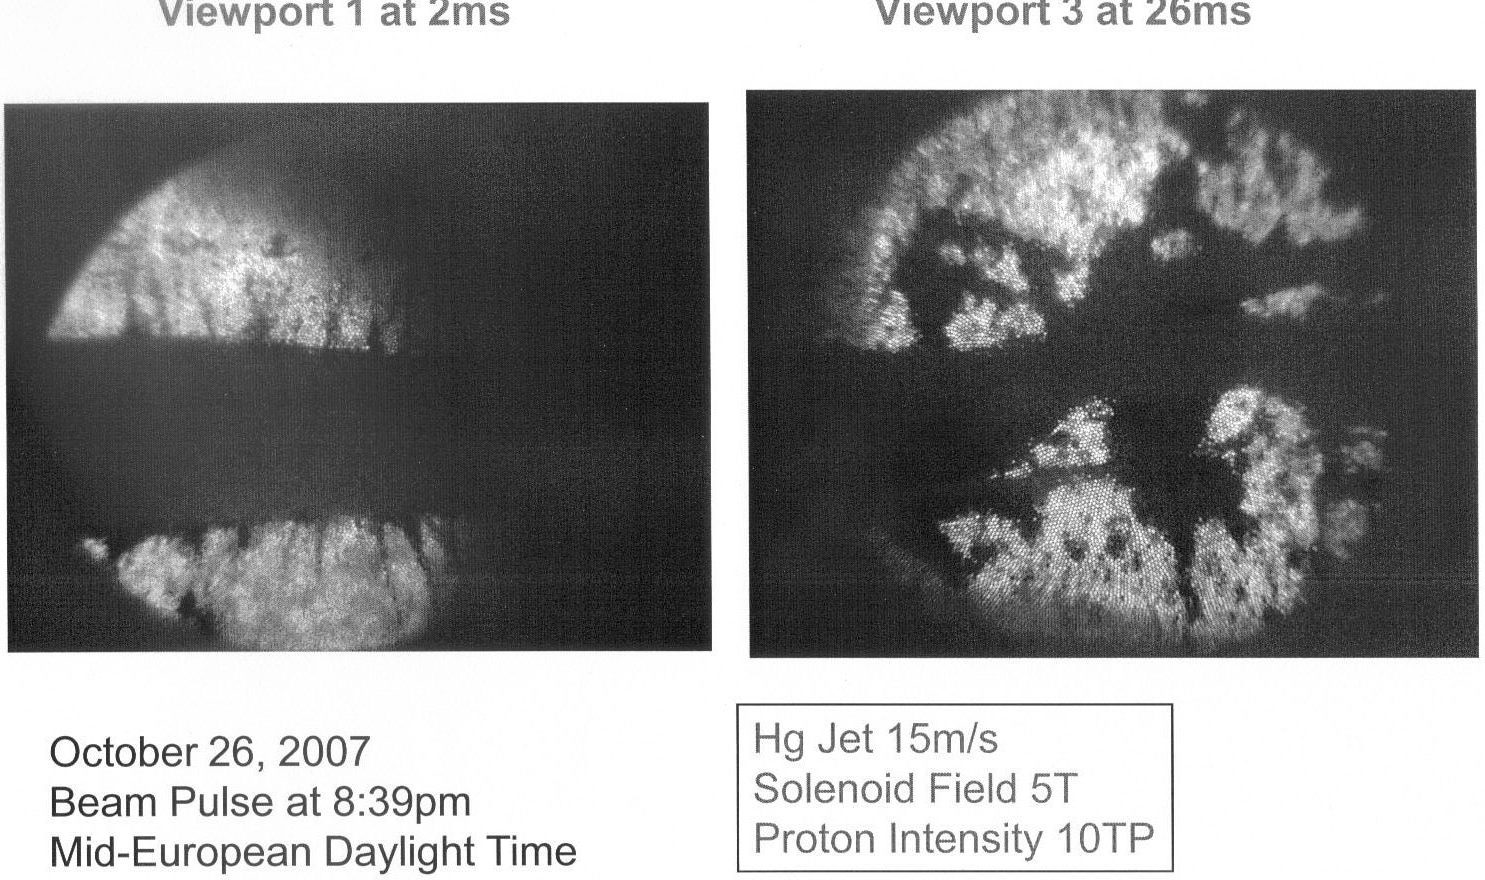 Viewport 1 at 2ms
Viewport 3 at 26ms
October 26, 2007
Beam Pulse at 8:39pm
Mid-European Daylight Time
Hg Jet 15m/s
Solenoid Field 5T
Proton Intensity 10TP